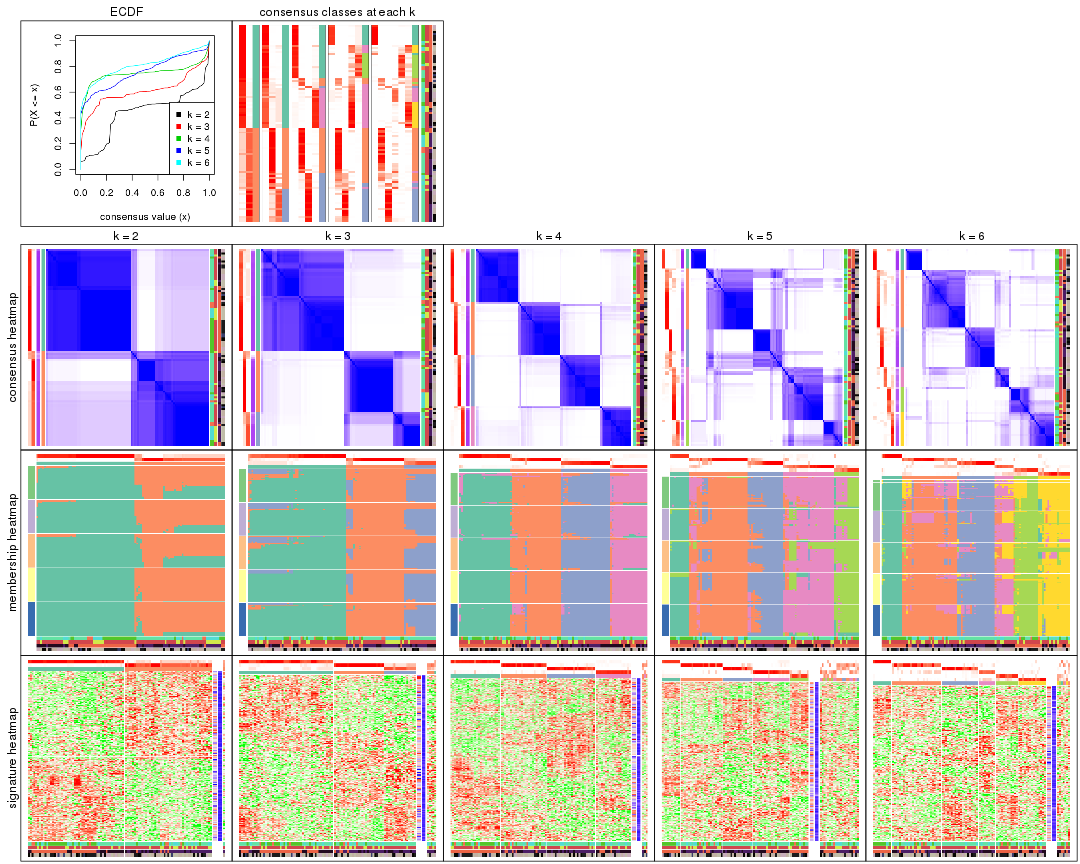 ECDF
consensus classes at each k
P(X <= x)
0.0
0.2
0.4
0.6
0.8
1.0
k = 2
k = 3
k = 4
k = 5
k = 6
0.0 0.2 0.4 0.6 0.8 1.0
consensus value (x)
k = 2
k = 3
k = 4
k = 5
k = 6
consensus heatmap
membership heatmap
signature heatmap